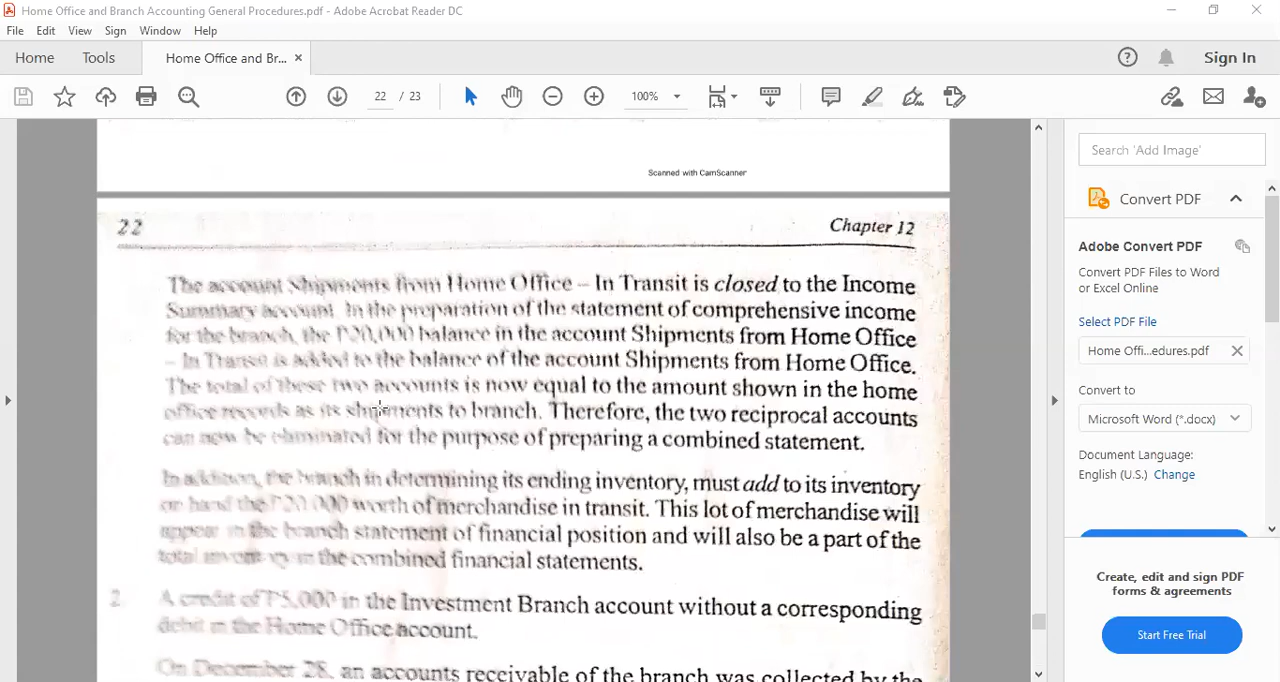 Home Office and Branch Accounting General Procedures.pdf - Adobe Acrobat Reader DC
File Edit View Sign Window Help
Home Tools Home Office and Br... × Sign In
22 / 23 100%
Search 'Add Image'
Scanned with CamScanner
Convert PDF
22 Chapter 12
Adobe Convert PDF
Convert PDF Files to Word
or Excel Online
Select PDF File
Home Offi...edures.pdf
Convert to
Microsoft Word (*.docx)
Document Language:
English (U.S.) Change
Create, edit and sign PDF
forms & agreements
Start Free Trial
The account Shipments from Home Office – In Transit is closed to the Income
Summary account. In the preparation of the statement of comprehensive income
for the branch, the P20,000 balance in the account Shipments from Home Office
– In Transit is added to the balance of the account Shipments from Home Office.
The total of these two accounts is now equal to the amount shown in the home
office records as its shipments to branch. Therefore, the two reciprocal accounts
can now be eliminated for the purpose of preparing a combined statement.
In addition, the branch in determining its ending inventory, must add to its inventory
on hand the P20,000 worth of merchandise in transit. This lot of merchandise will
appear in the branch statement of financial position and will also be a part of the
total inventory in the combined financial statements.
2. A credit of P5,000 in the Investment Branch account without a corresponding
debit in the Home Office account.
On December 28, an accounts receivable of the branch was collected by the